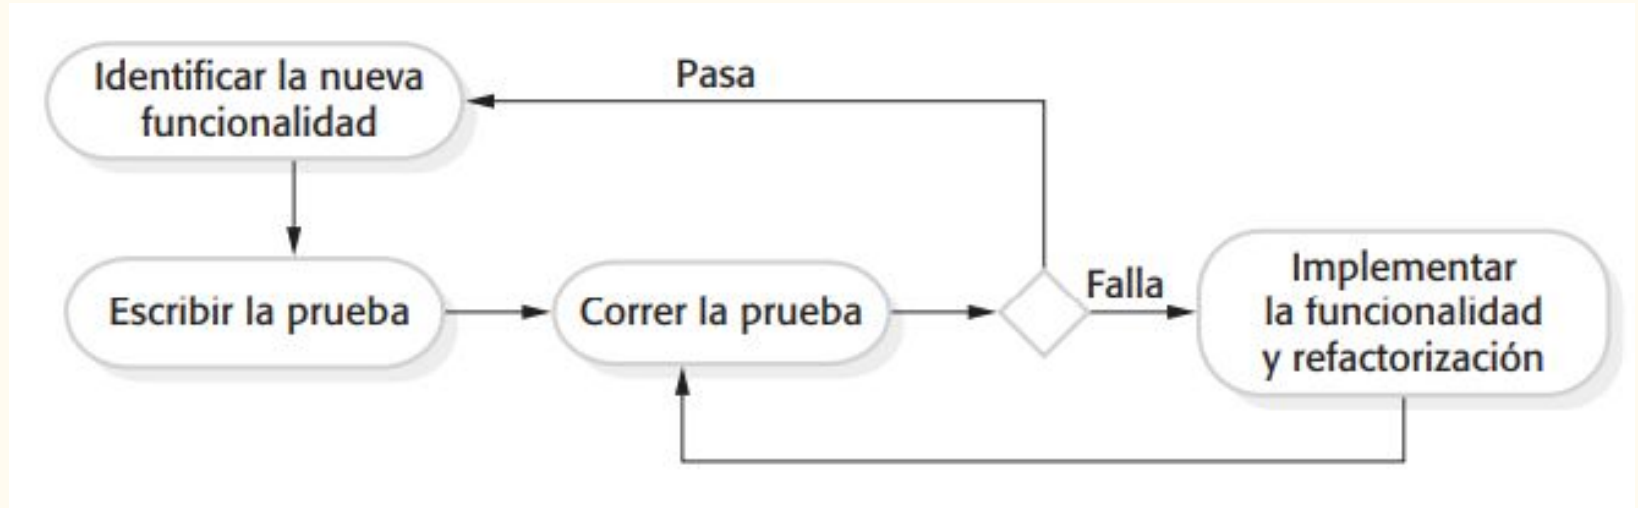 Identificar la nueva
funcionalidad
Pasa
Escribir la prueba
Correr la prueba
Falla
Implementar
la funcionalidad
y refactorización